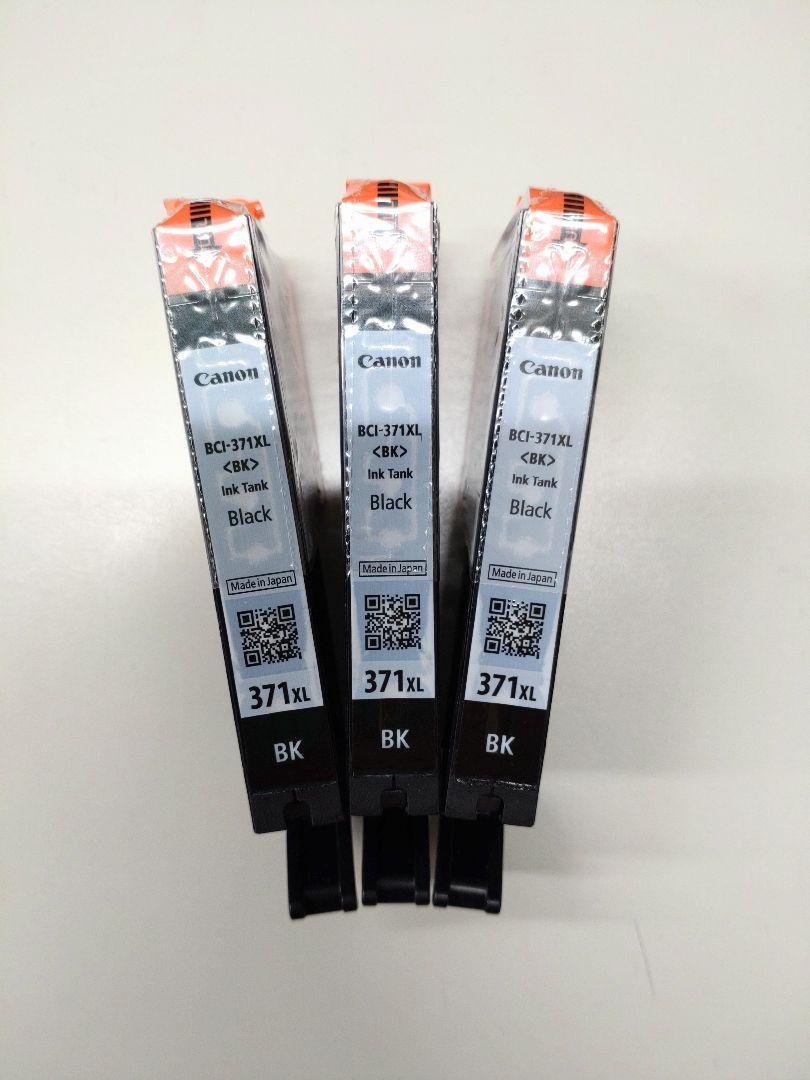 Canon
BCI-371XL
<BK>
Ink Tank
Black
Made in Japan
371XL
BK
Canon
BCI-371XL
<BK>
Ink Tank
Black
Made in Japan
371XL
BK
Canon
BCI-371XL
<BK>
Ink Tank
Black
Made in Japan
371XL
BK